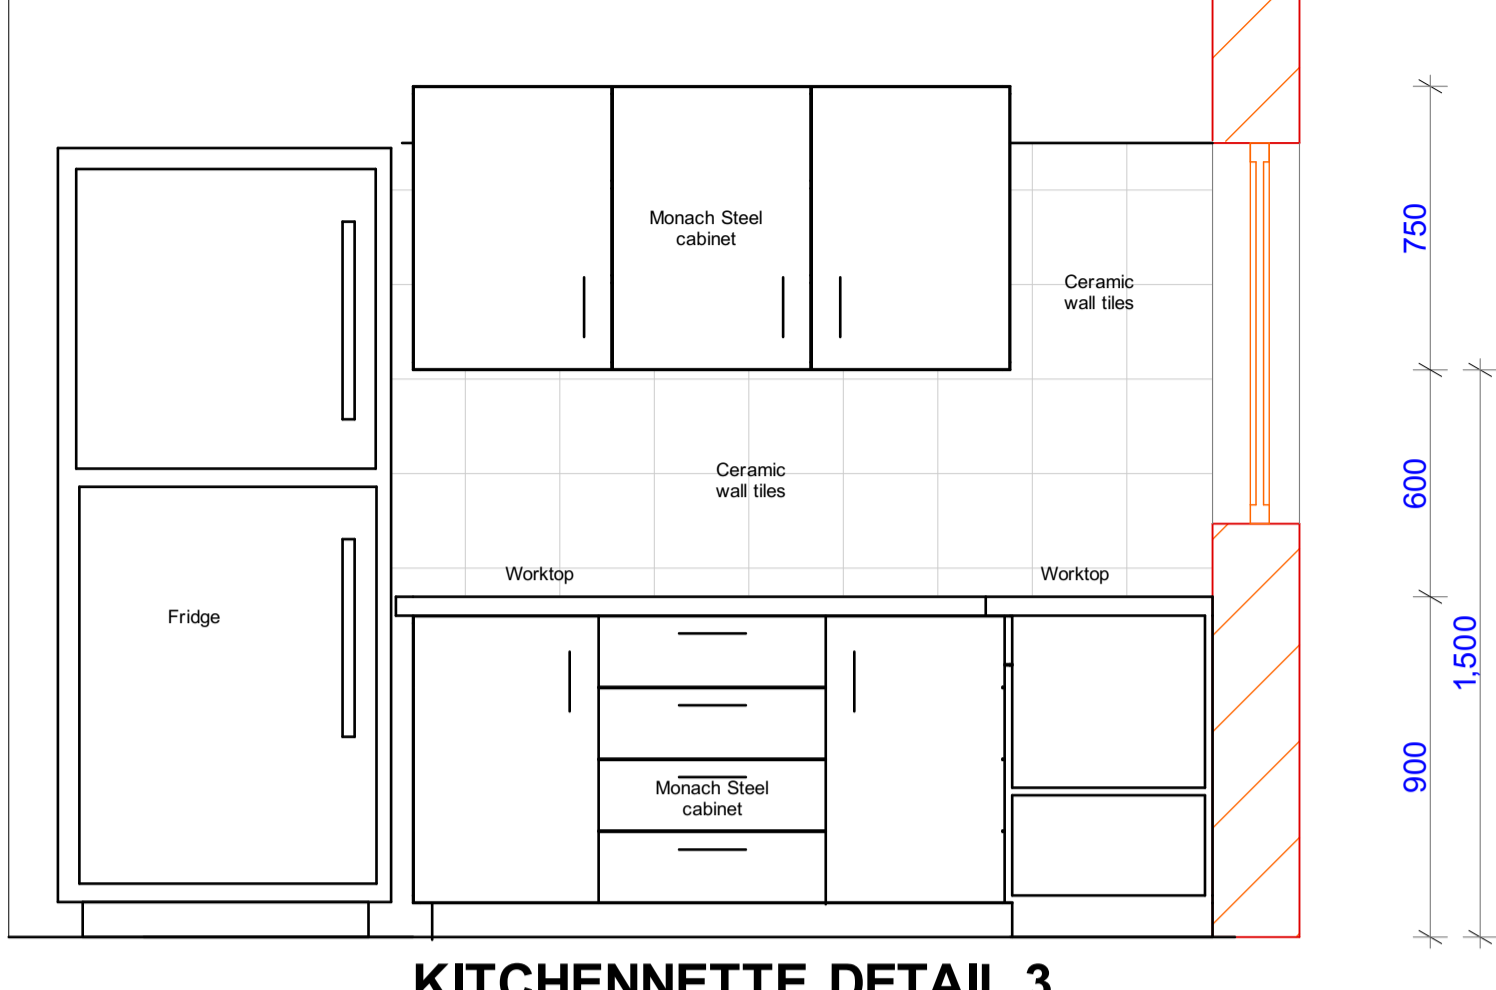 Monach Steel
cabinet
Ceramic
wall tiles
Ceramic
wall tiles
Worktop
Worktop
Fridge
Monach Steel
cabinet
750
600
1,500
900
KITCHENNETTE DETAIL 3